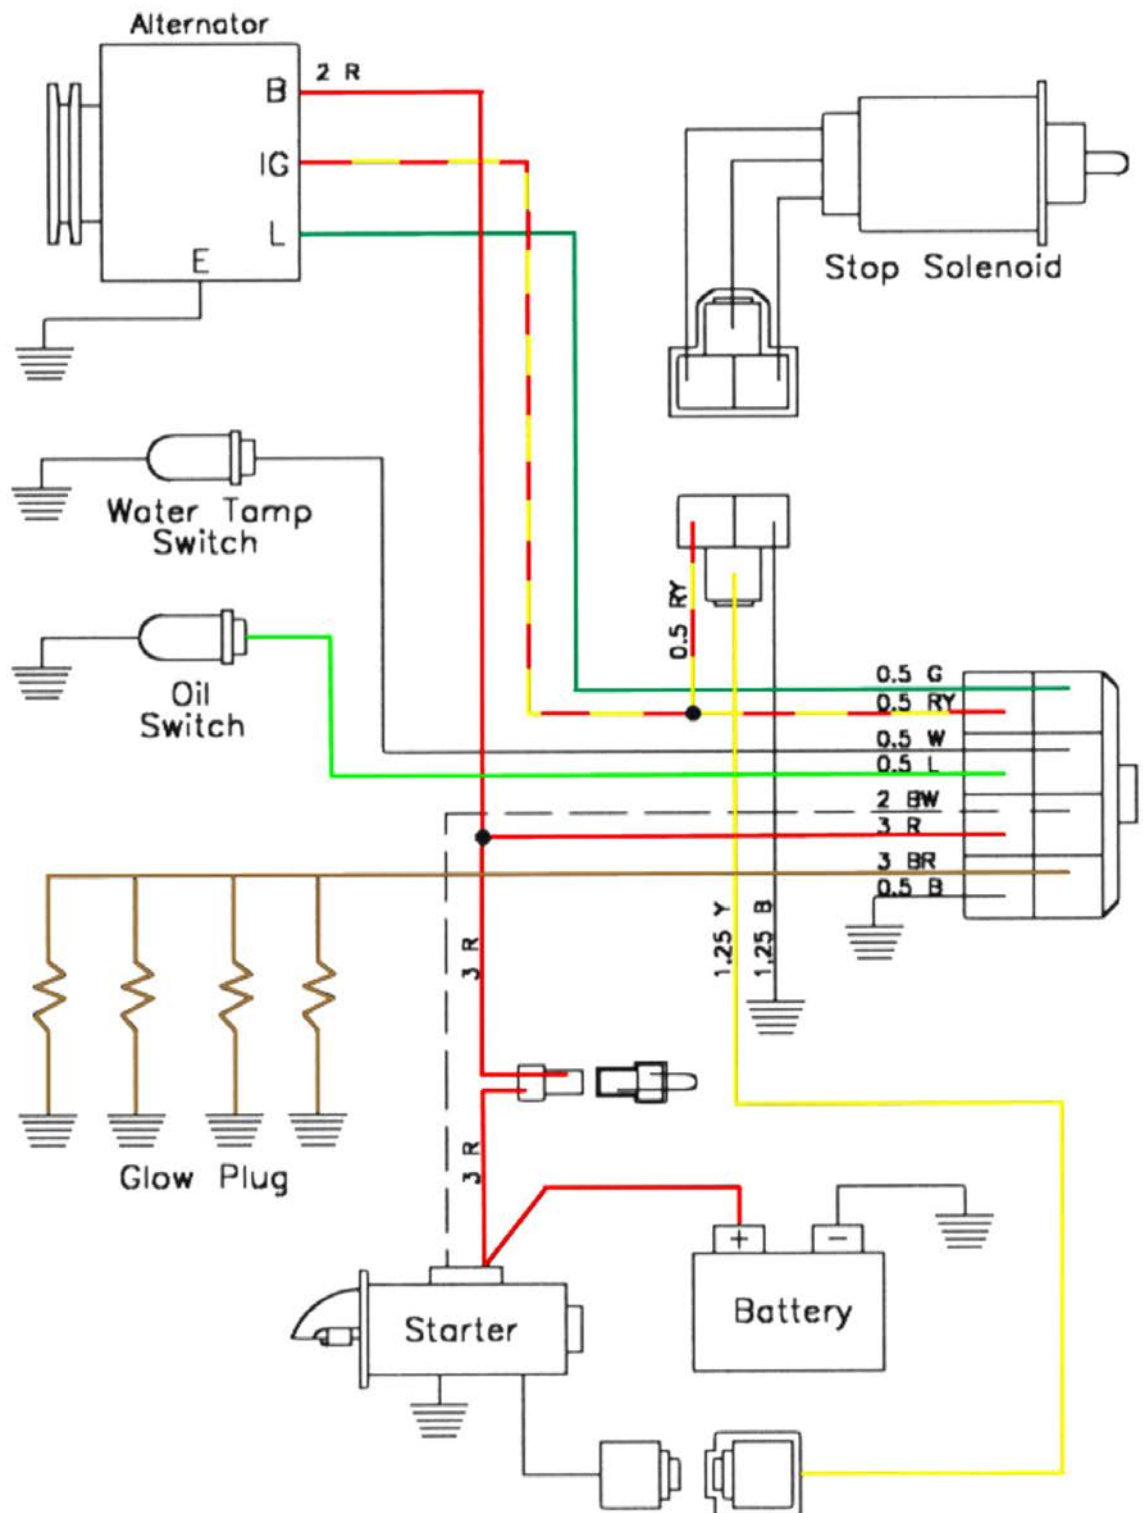 Alternator
2 R
B
IG
L
E
Stop Solenoid
Water Tamp
Switch
Oil
Switch
0.5 RY
0.5 G
0.5 RY
0.5 W
0.5 L
2 BW
3 R
3 BR
0.5 B
3 R
1.25 Y
1.25 B
3 R
Glow Plug
+
−
Starter
Battery